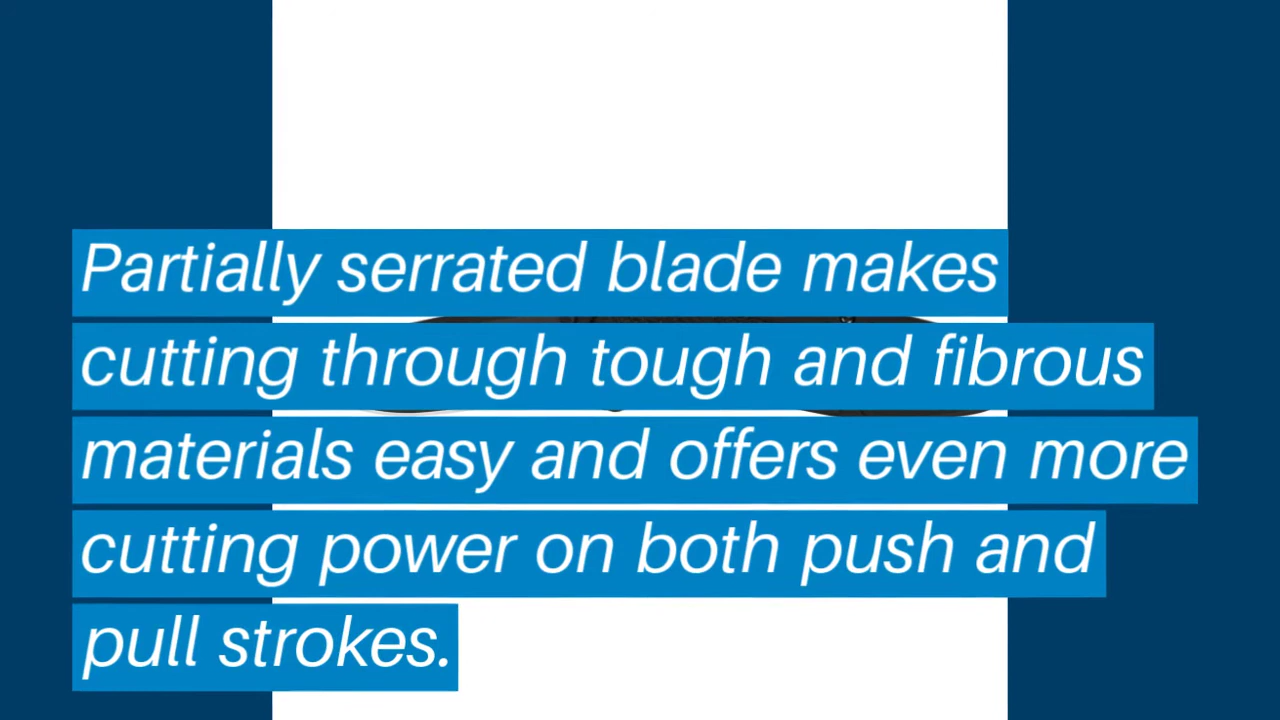 Partially serrated blade makes
cutting through tough and fibrous
materials easy and offers even more
cutting power on both push and
pull strokes.